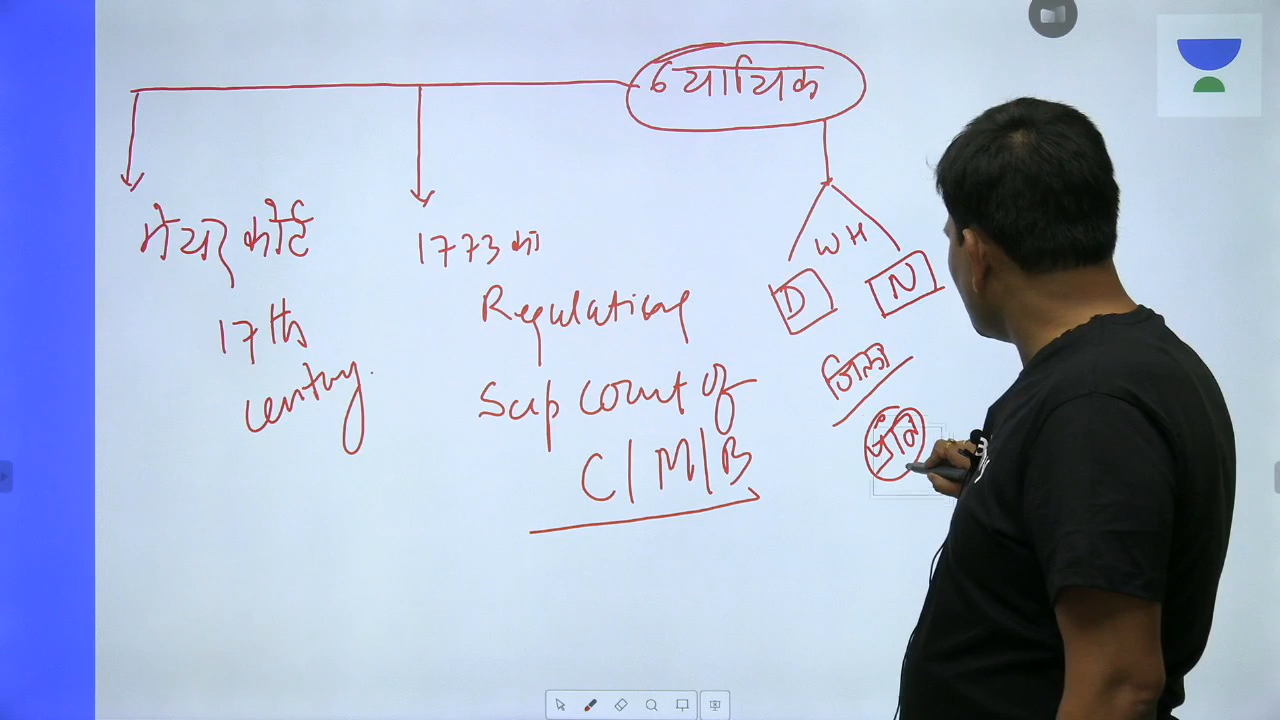 न्यायिक
मेयर कोर्ट
17th
century.
1773 का
Regulating
Sup Court of
C/M/B
WH
D
N
जिला